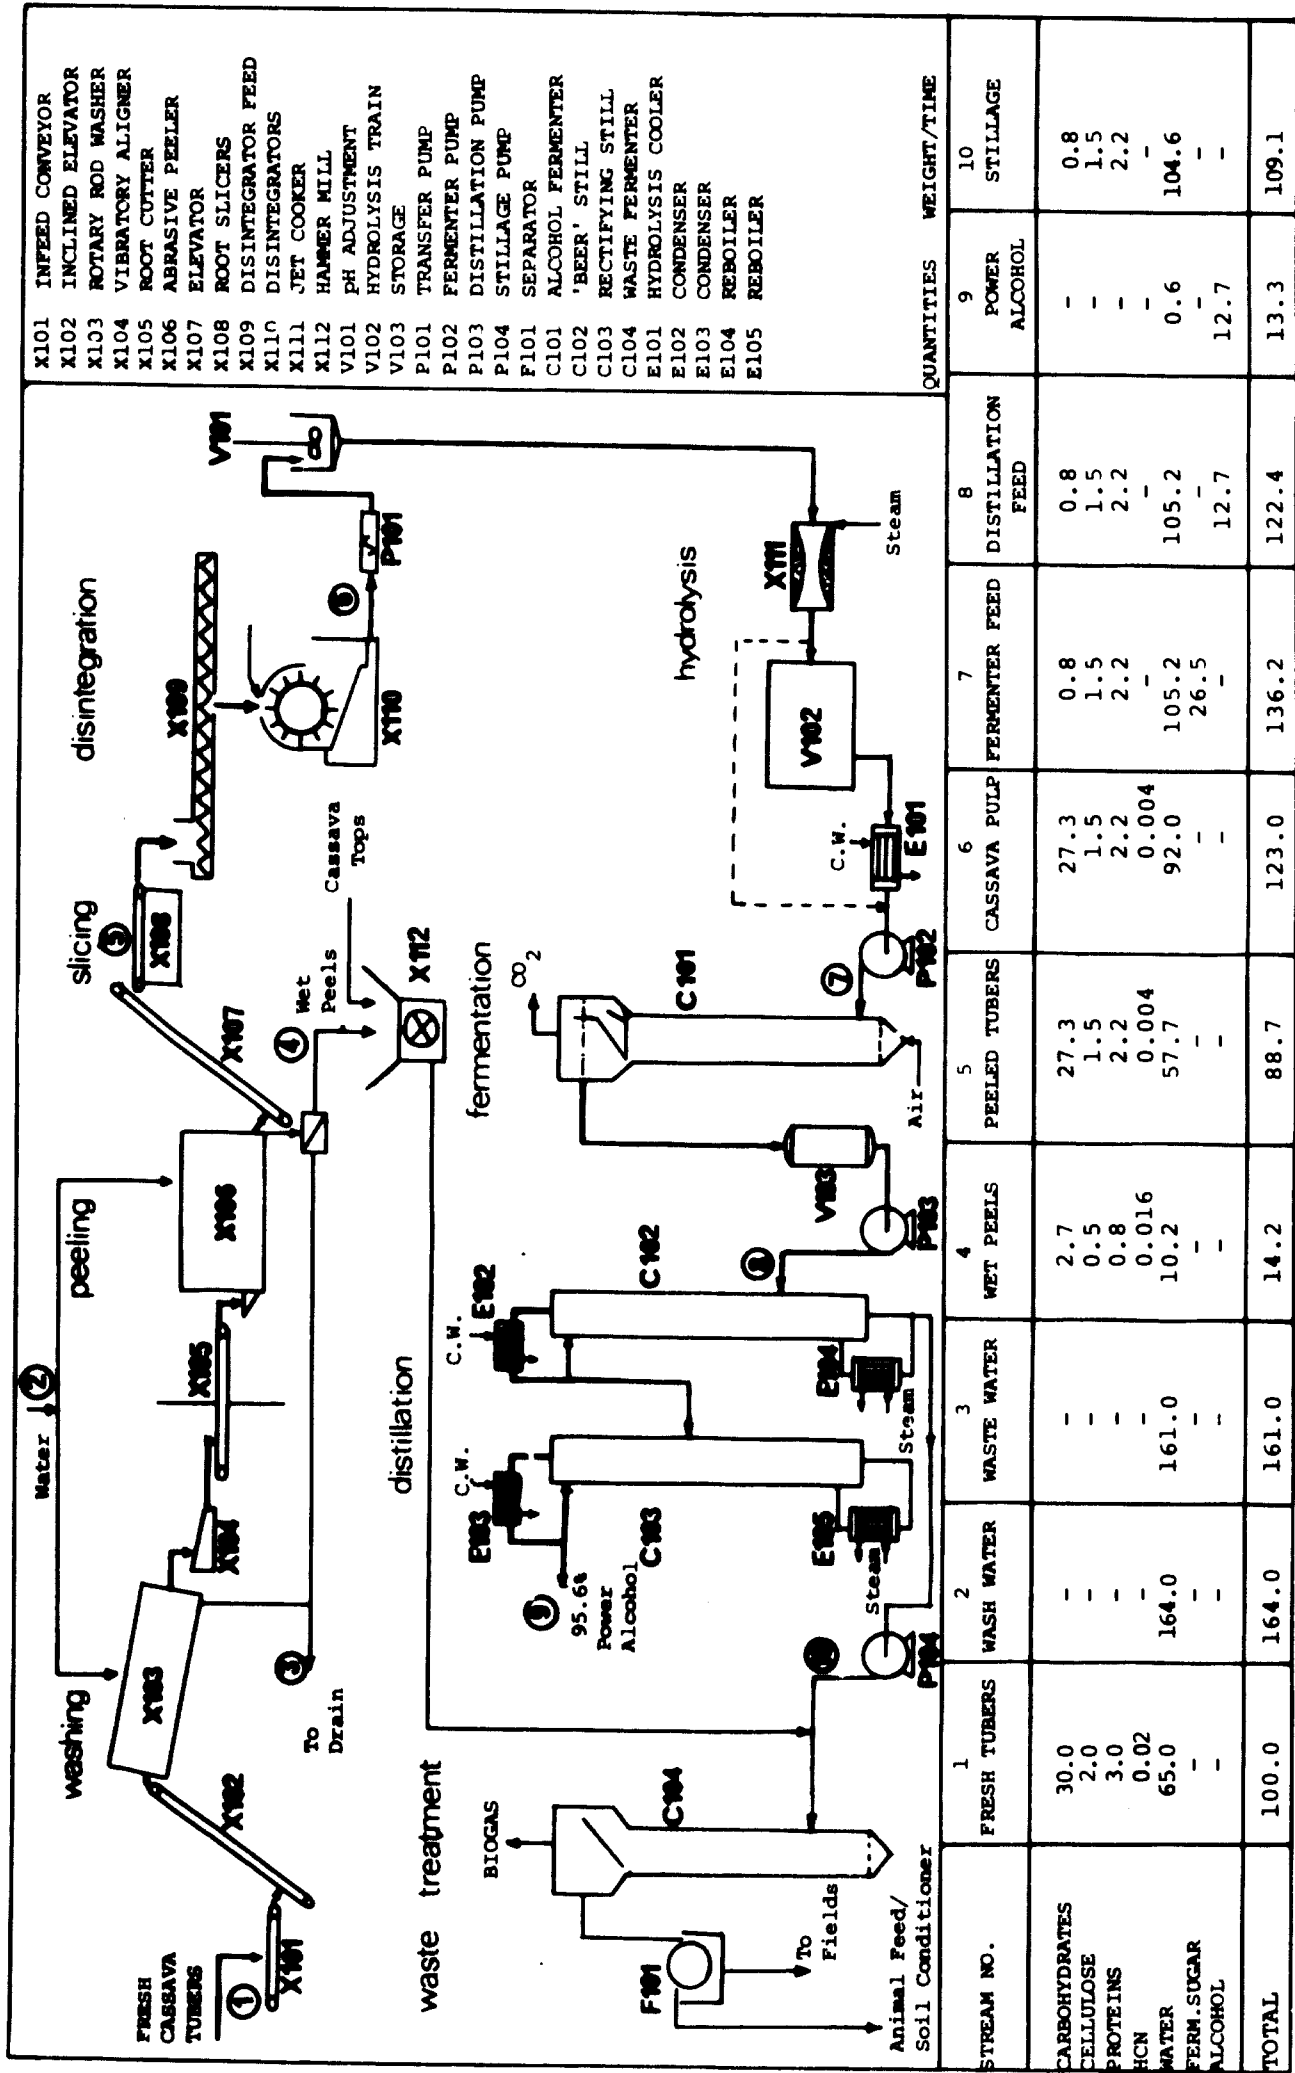 washing
peeling
slicing
disintegration
Water
2
FRESH
CASSAVA
TUBERS
1
X101
X102
X103
X104
X105
X106
X107
5
X108
X109
X110
6
P101
V101
3
To
Drain
4
Wet
Peels
Cassava
Tops
X112
waste treatment
distillation
fermentation
hydrolysis
BIOGAS
C104
F101
To
Fields
Animal Feed/
Soil Conditioner
10
P104
9
95.6%
Power
Alcohol
C.W.
E103
C103
E105
Steam
C.W.
E102
C102
E104
Steam
8
P103
V103
CO2
C101
Air
7
P102
C.W.
E101
V102
X111
Steam
X101 INFEED CONVEYOR
X102 INCLINED ELEVATOR
X103 ROTARY ROD WASHER
X104 VIBRATORY ALIGNER
X105 ROOT CUTTER
X106 ABRASIVE PEELER
X107 ELEVATOR
X108 ROOT SLICERS
X109 DISINTEGRATOR FEED
X110 DISINTEGRATORS
X111 JET COOKER
X112 HAMMER MILL
V101 pH ADJUSTMENT
V102 HYDROLYSIS TRAIN
V103 STORAGE
P101 TRANSFER PUMP
P102 FERMENTER PUMP
P103 DISTILLATION PUMP
P104 STILLAGE PUMP
F101 SEPARATOR
C101 ALCOHOL FERMENTER
C102 'BEER' STILL
C103 RECTIFYING STILL
C104 WASTE FERMENTER
E101 HYDROLYSIS COOLER
E102 CONDENSER
E103 CONDENSER
E104 REBOILER
E105 REBOILER
QUANTITIES WEIGHT/TIME
STREAM NO. 1 2 3 4 5 6 7 8 9 10
FRESH TUBERS WASH WATER WASTE WATER WET PEELS PEELED TUBERS CASSAVA PULP FERMENTER FEED DISTILLATION FEED POWER ALCOHOL STILLAGE
CARBOHYDRATES 30.0 - - 2.7 27.3 27.3 0.8 0.8 - 0.8
CELLULOSE 2.0 - - 0.5 1.5 1.5 1.5 1.5 - 1.5
PROTEINS 3.0 - - 0.8 2.2 2.2 2.2 2.2 - 2.2
HCN 0.02 - - 0.016 0.004 0.004 - - - -
WATER 65.0 164.0 161.0 10.2 57.7 92.0 105.2 105.2 0.6 104.6
FERM.SUGAR - - - - - - 26.5 - - -
ALCOHOL - - - - - - - 12.7 12.7 -
TOTAL 100.0 164.0 161.0 14.2 88.7 123.0 136.2 122.4 13.3 109.1